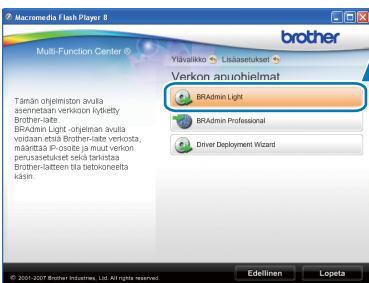 Macromedia Flash Player 8
brother
Multi-Function Center ®
Ylävalikko Lisäasetukset
Verkon apuohjelmat
BRAdmin Light
BRAdmin Professional
Driver Deployment Wizard
Tämän ohjelmiston avulla
asennetaan verkkoon kytketty
Brother-laite.
BRAdmin Light -ohjelman avulla
voidaan etsiä Brother-laite verkosta,
määrittää IP-osoite ja muut verkon
perusasetukset sekä tarkistaa
Brother-laitteen tila tietokoneelta
käsin.
© 2001-2007 Brother Industries, Ltd. All rights reserved.
Edellinen Lopeta